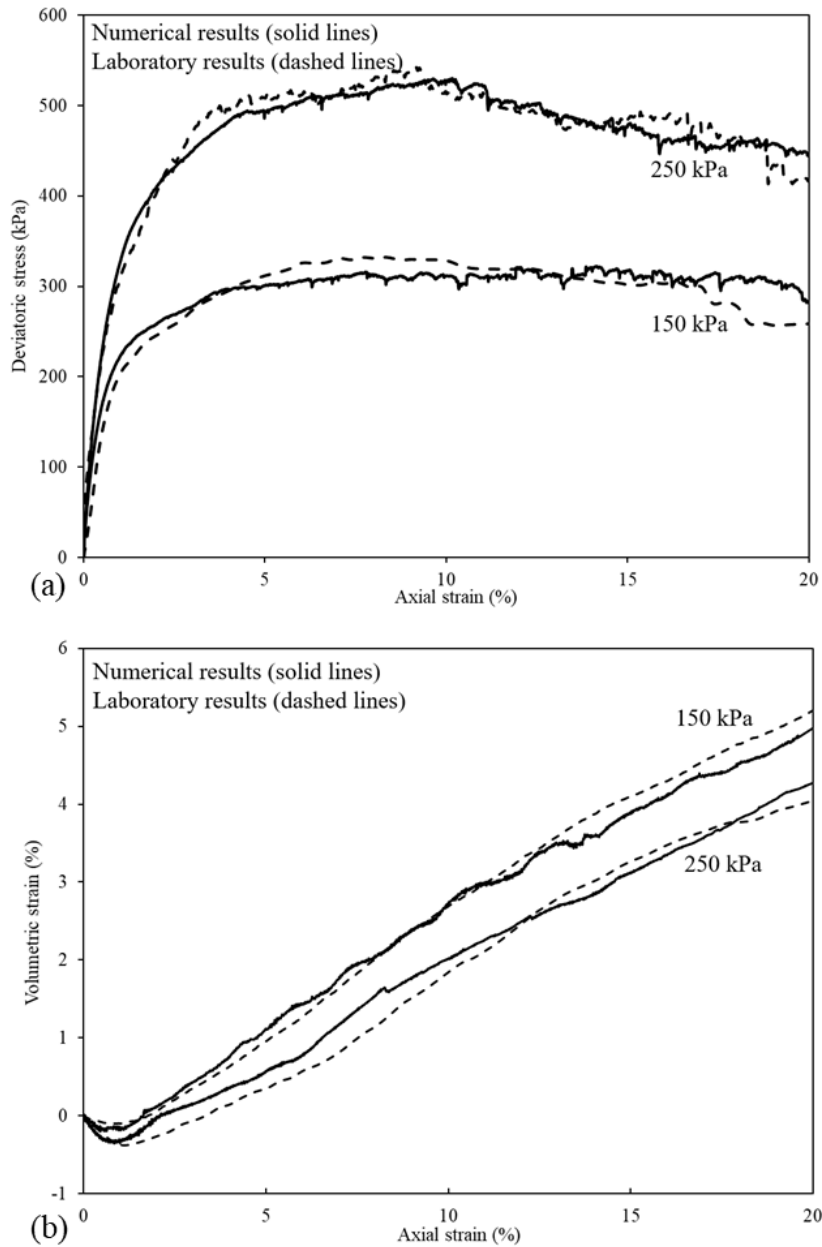 600
Numerical results (solid lines)
Laboratory results (dashed lines)
500
400
300
200
100
0
Deviatoric stress (kPa)
250 kPa
150 kPa
0 5 10 15 20
Axial strain (%)
(a)
6
Numerical results (solid lines)
Laboratory results (dashed lines)
5
4
3
2
1
0
-1
Volumetric strain (%)
150 kPa
250 kPa
0 5 10 15 20
Axial strain (%)
(b)